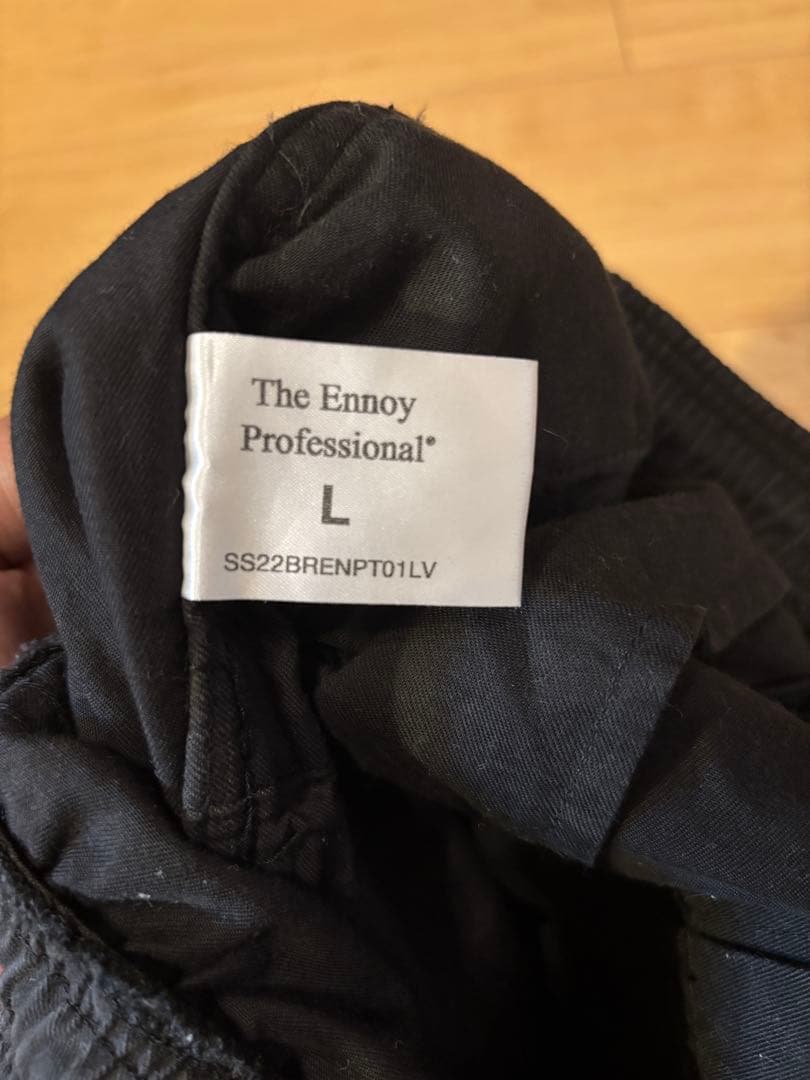 The Ennoy
Professional®
L
SS22BRENPT01LV